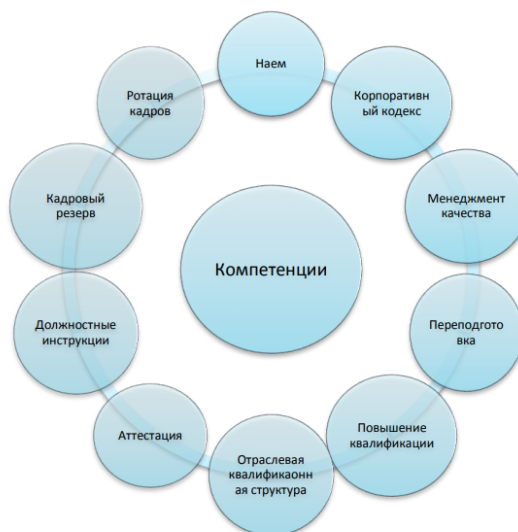 Наем
Корпоративн
ый кодекс
Менеджмент
качества
Переподгото
вка
Повышение
квалификации
Отраслевая
квалификаонн
ая структура
Аттестация
Должностные
инструкции
Кадровый
резерв
Ротация
кадров
Компетенции